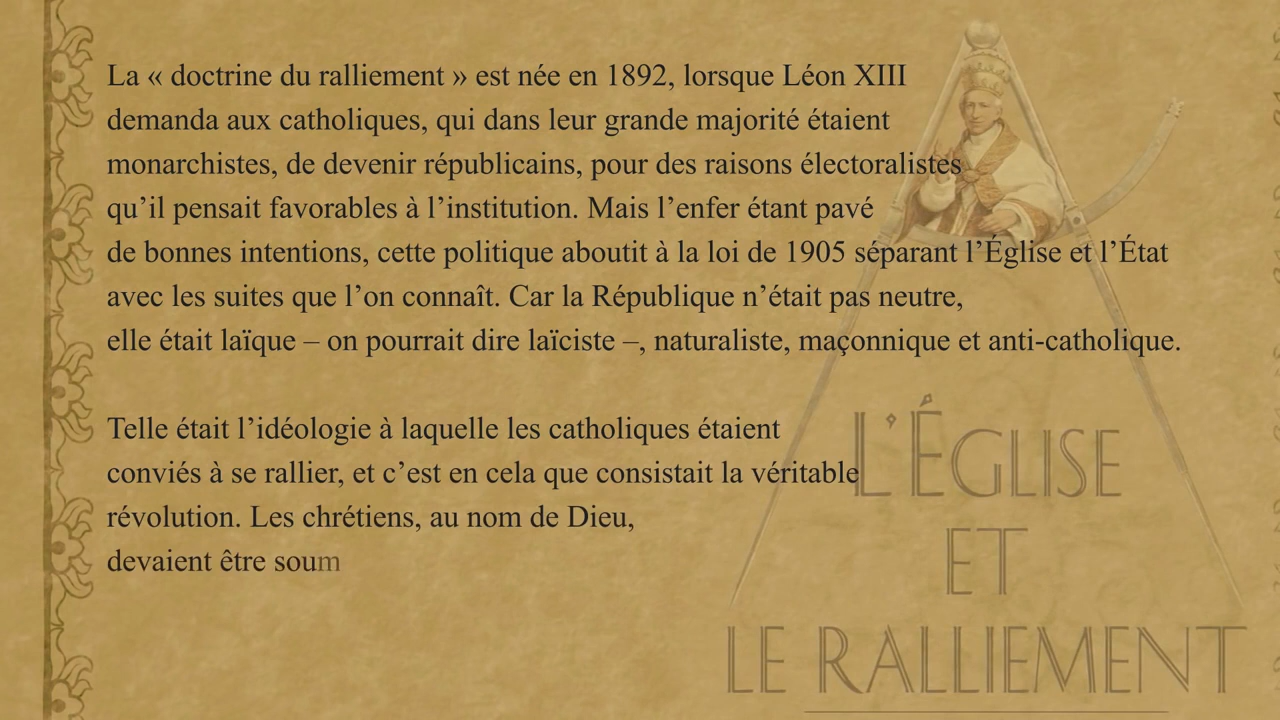 La « doctrine du ralliement » est née en 1892, lorsque Léon XIII
demanda aux catholiques, qui dans leur grande majorité étaient
monarchistes, de devenir républicains, pour des raisons électoralistes
qu’il pensait favorables à l’institution. Mais l’enfer étant pavé
de bonnes intentions, cette politique aboutit à la loi de 1905 séparant l’Église et l’État
avec les suites que l’on connaît. Car la République n’était pas neutre,
elle était laïque – on pourrait dire laïciste –, naturaliste, maçonnique et anti-catholique.
Telle était l’idéologie à laquelle les catholiques étaient
conviés à se rallier, et c’est en cela que consistait la véritable
révolution. Les chrétiens, au nom de Dieu,
devaient être soum
L’ÉGLISE
ET
LE RALLIEMENT